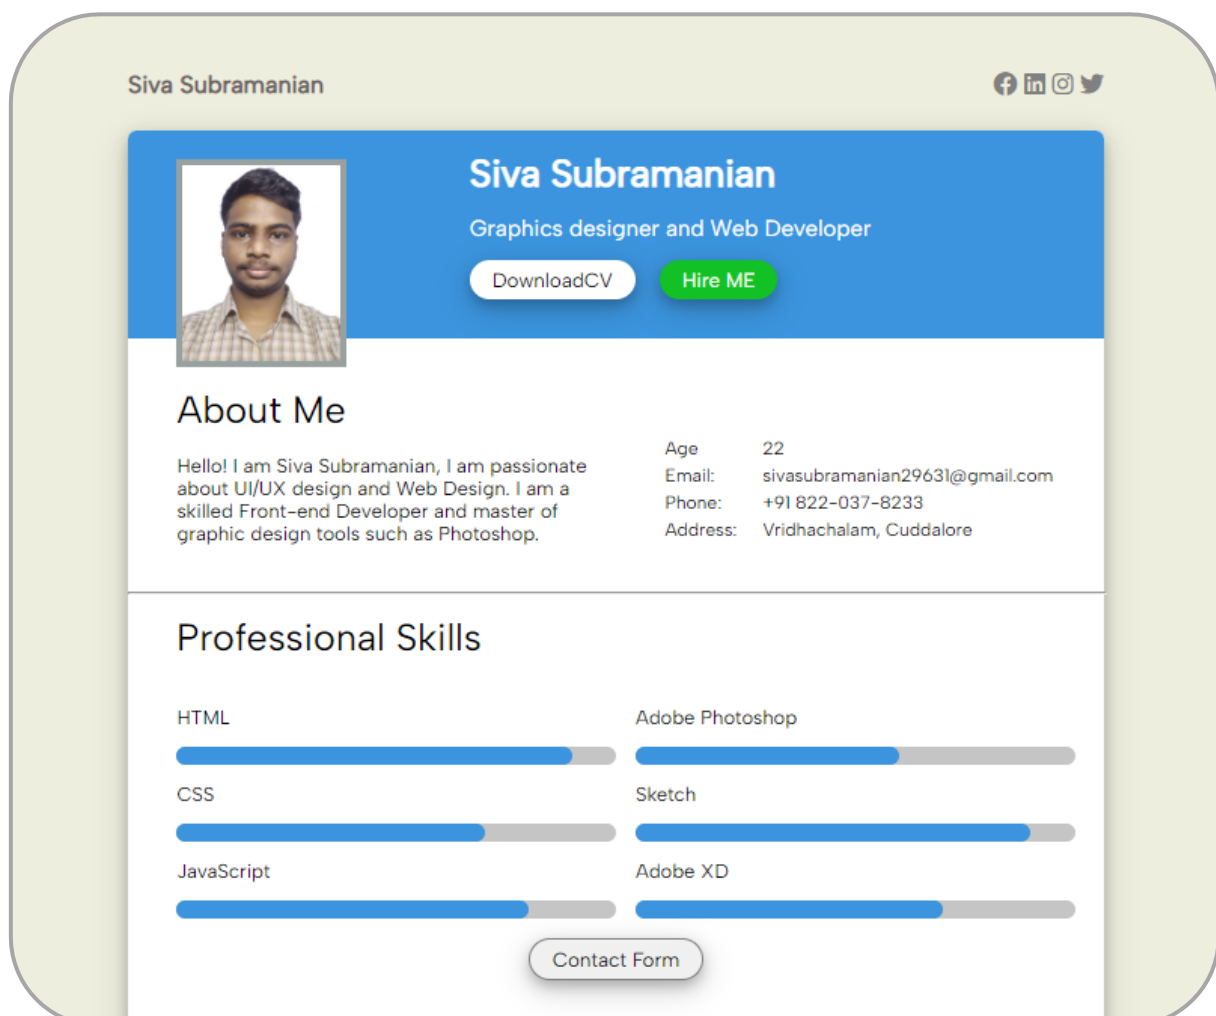 Siva Subramanian
Siva Subramanian
Graphics designer and Web Developer
DownloadCV
Hire ME
About Me
Hello! I am Siva Subramanian, I am passionate
about UI/UX design and Web Design. I am a
skilled Front-end Developer and master of
graphic design tools such as Photoshop.
Age 22
Email: sivasubramanian29631@gmail.com
Phone: +91 822-037-8233
Address: Vridhachalam, Cuddalore
Professional Skills
HTML
Adobe Photoshop
CSS
Sketch
JavaScript
Adobe XD
Contact Form